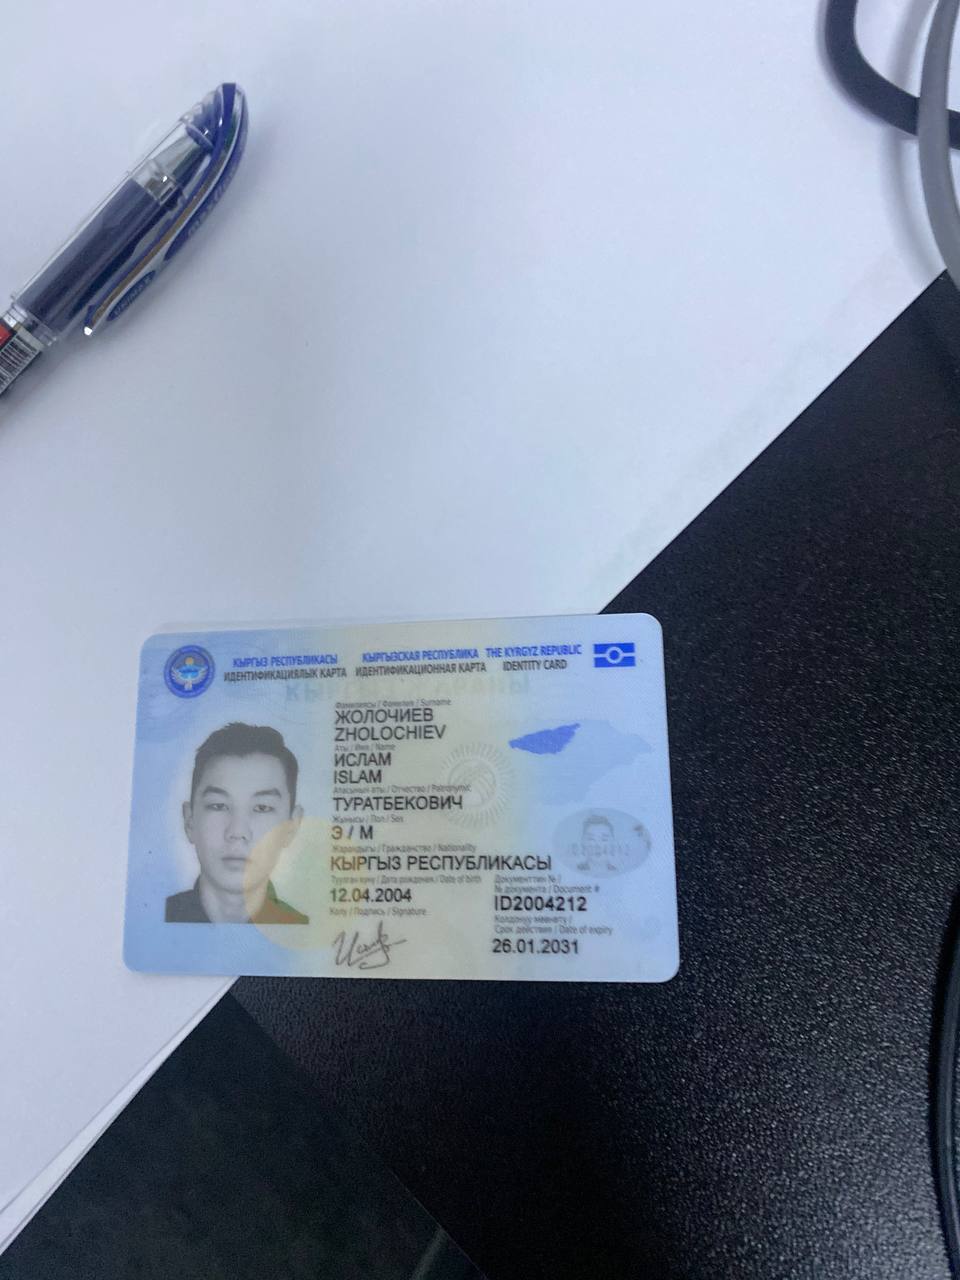 КЫРГЫЗ РЕСПУБЛИКАСЫ КЫРГЫЗСКАЯ РЕСПУБЛИКА THE KYRGYZ REPUBLIC
ИДЕНТИФИКАЦИЯЛЫК КАРТА ИДЕНТИФИКАЦИОННАЯ КАРТА IDENTITY CARD
Фамилиясы / Фамилия / Surname
ЖОЛОЧИЕВ
ZHOLOCHIEV
Аты / Имя / Name
ИСЛАМ
ISLAM
Атасынын аты / Отчество / Patronymic
ТУРАТБЕКОВИЧ
Жынысы / Пол / Sex
Э / М
Жарандыгы / Гражданство / Nationality
КЫРГЫЗ РЕСПУБЛИКАСЫ
Туулган күнү / Дата рождения / Date of birth
12.04.2004
Документтин № /
№ документа / Document #
ID2004212
Колу / Подпись / Signature
Колдонуу мөөнөтү /
Срок действия / Date of expiry
26.01.2031